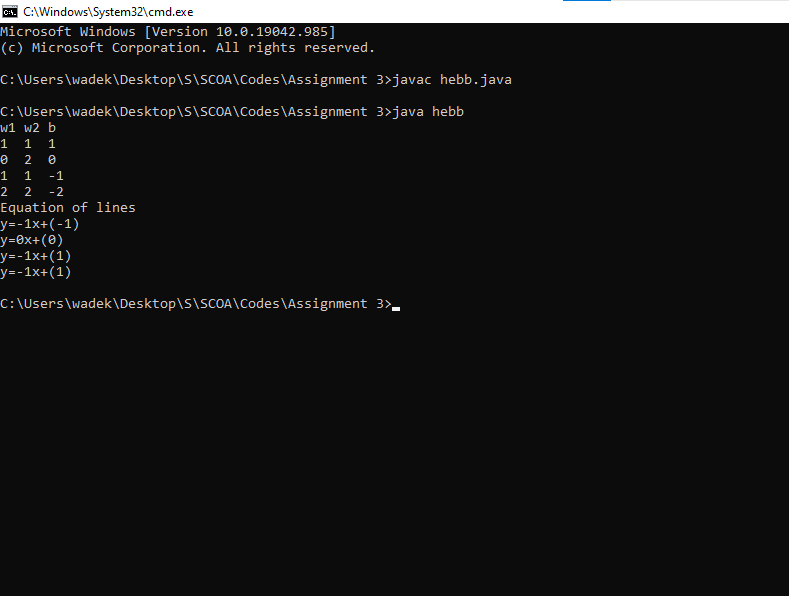 C:\Windows\System32\cmd.exe
Microsoft Windows [Version 10.0.19042.985]
(c) Microsoft Corporation. All rights reserved.
C:\Users\wadek\Desktop\S\SCOA\Codes\Assignment 3>javac hebb.java
C:\Users\wadek\Desktop\S\SCOA\Codes\Assignment 3>java hebb
w1 w2 b
1  1  1
0  2  0
1  1  -1
2  2  -2
Equation of lines
y=-1x+(-1)
y=0x+(0)
y=-1x+(1)
y=-1x+(1)
C:\Users\wadek\Desktop\S\SCOA\Codes\Assignment 3>